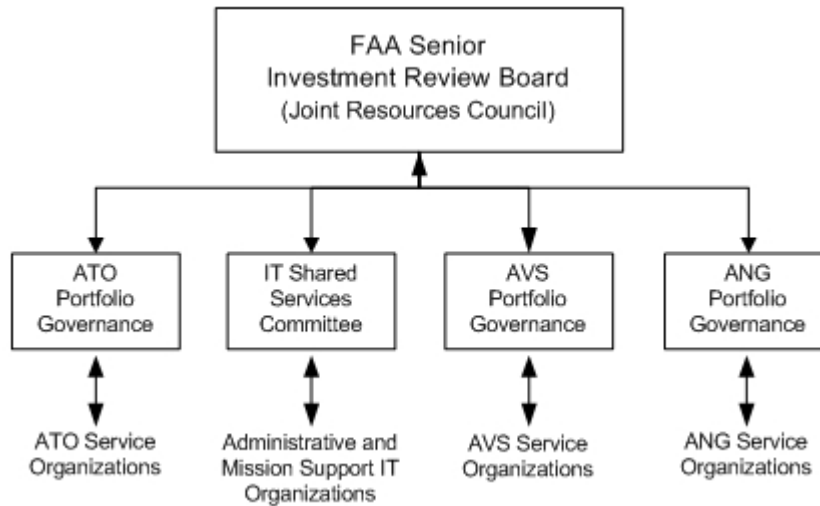 FAA Senior
Investment Review Board
(Joint Resources Council)
ATO
Portfolio
Governance
IT Shared
Services
Committee
AVS
Portfolio
Governance
ANG
Portfolio
Governance
ATO Service
Organizations
Administrative and
Mission Support IT
Organizations
AVS Service
Organizations
ANG Service
Organizations